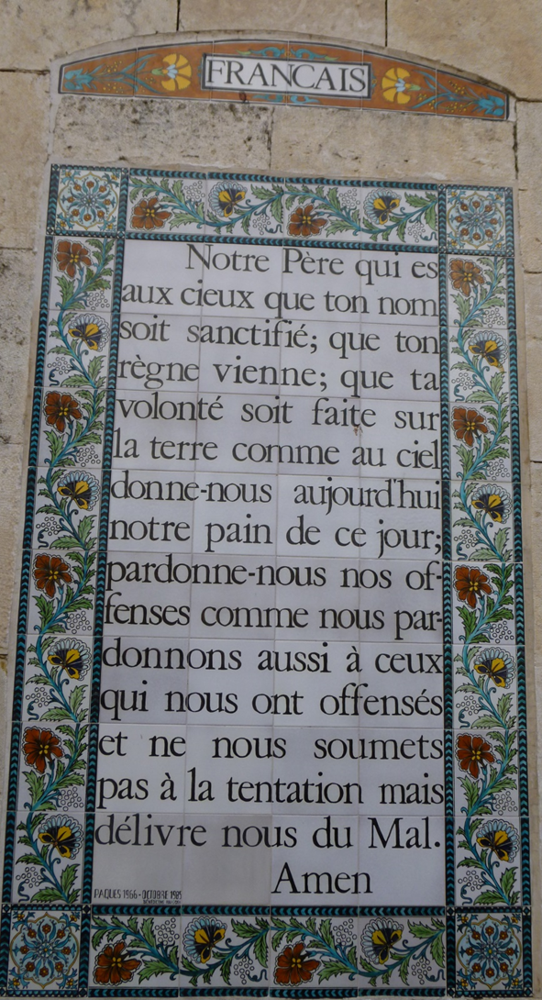 FRANCAIS
Notre Père qui es
aux cieux que ton nom
soit sanctifié; que ton
règne vienne; que ta
volonté soit faite sur
la terre comme au ciel
donne-nous aujourd'hui
notre pain de ce jour;
pardonne-nous nos of-
fenses comme nous par-
donnons aussi à ceux
qui nous ont offensés
et ne nous soumets
pas à la tentation mais
délivre nous du Mal.
Amen
PAQUES 1966 - OCTOBRE 1985